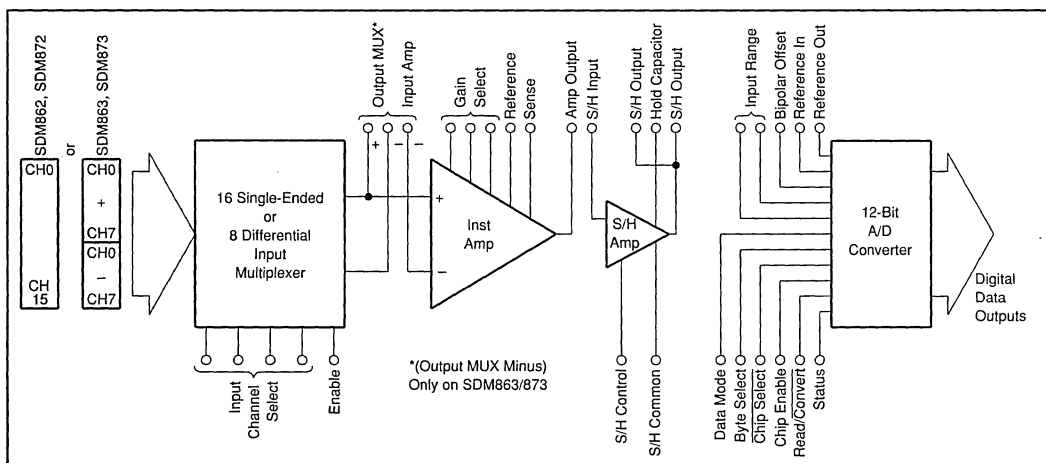 SDM862, SDM872
or
SDM863, SDM873
CH0
CH
15
CH0
+
CH7
CH0
−
CH7
16 Single-Ended
or
8 Differential
Input
Multiplexer
Input
Channel
Select
Enable
Output MUX*
Input Amp
+
−
−
Gain
Select
Reference
Sense
+
−
Inst
Amp
*(Output MUX Minus)
Only on SDM863/873
Amp Output
S/H Input
S/H Output
Hold Capacitor
S/H Output
S/H
Amp
S/H Control
S/H Common
Input Range
Bipolar Offset
Reference In
Reference Out
12-Bit
A/D
Converter
Data Mode
Byte Select
Chip Select
Chip Enable
Read/Convert
Status
Digital
Data
Outputs